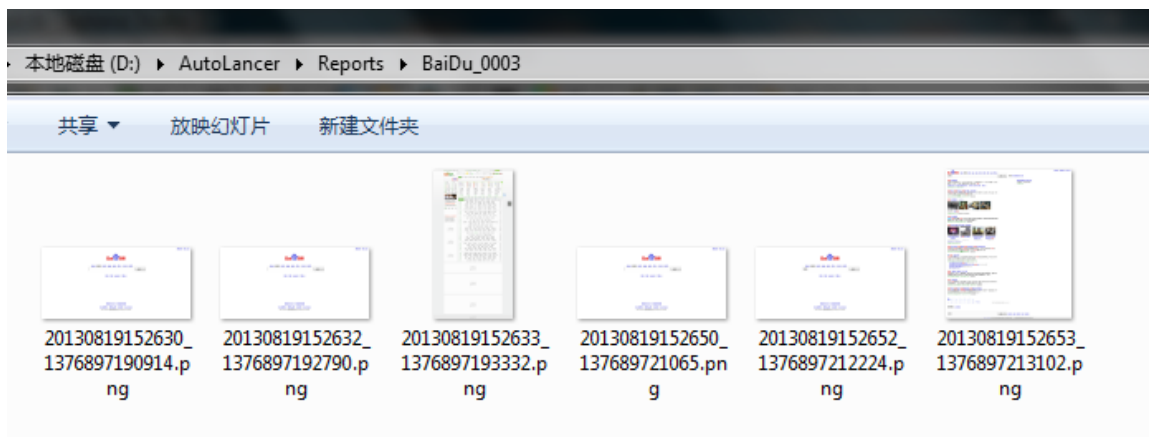 本地磁盘 (D:) ▸ AutoLancer ▸ Reports ▸ BaiDu_0003
共享 放映幻灯片 新建文件夹
20130819152630_ 20130819152632_ 20130819152633_ 20130819152650_ 20130819152652_ 20130819152653_
1376897190914.p 1376897192790.p 1376897193332.p 137689721065.pn 1376897212224.p 1376897213102.p
ng ng ng g ng ng